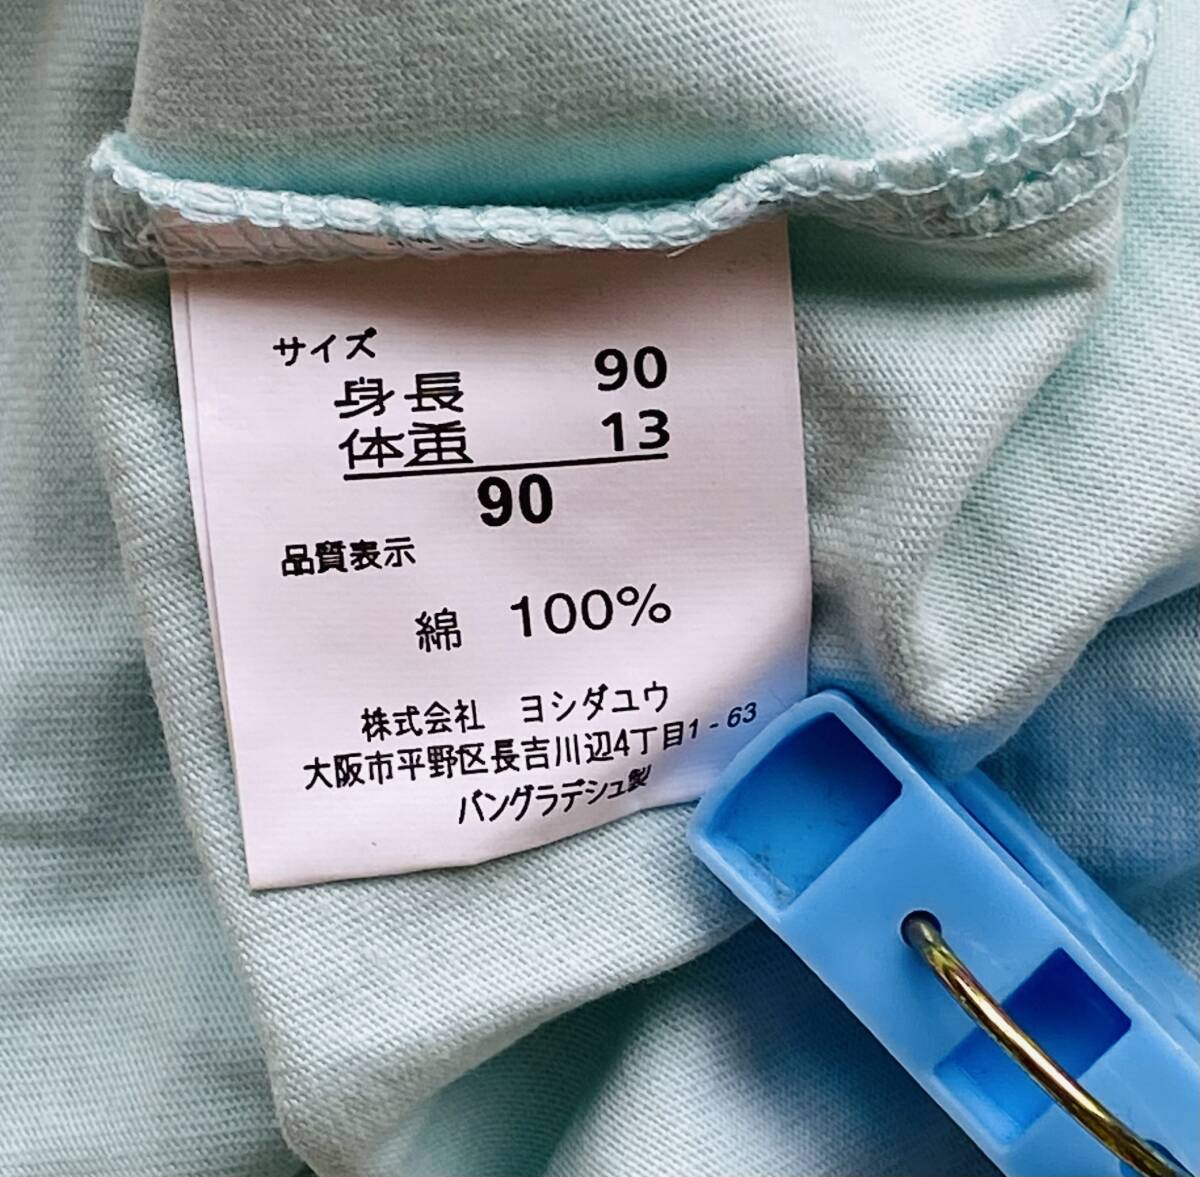 サイズ
身長 90
体重 13
90
品質表示
綿 100%
株式会社 ヨシダユウ
大阪市平野区長吉川辺4丁目1-63
バングラデシュ製